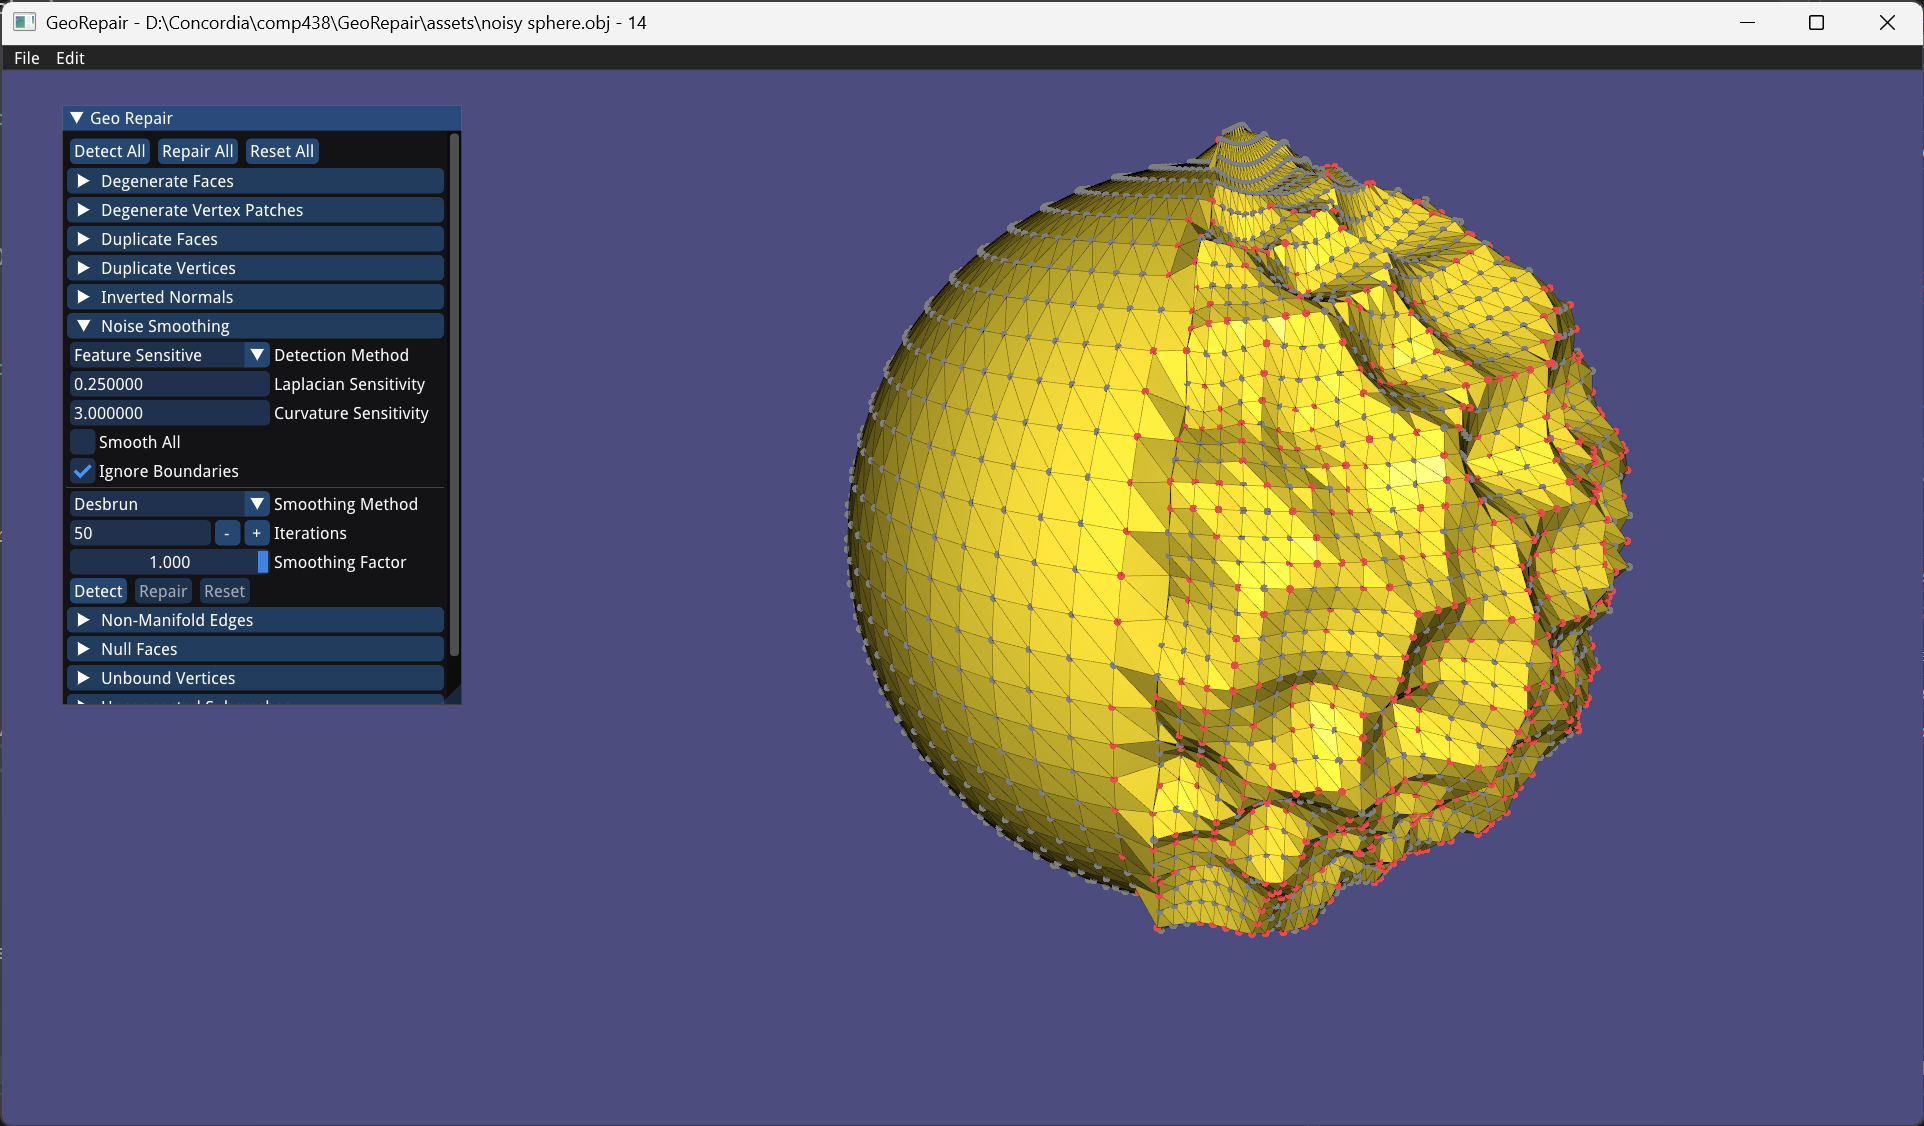 GeoRepair - D:\Concordia\comp438\GeoRepair\assets\noisy sphere.obj - 14
File Edit
Geo Repair
Detect All Repair All Reset All
Degenerate Faces
Degenerate Vertex Patches
Duplicate Faces
Duplicate Vertices
Inverted Normals
Noise Smoothing
Feature Sensitive Detection Method
0.250000 Laplacian Sensitivity
3.000000 Curvature Sensitivity
Smooth All
Ignore Boundaries
Desbrun Smoothing Method
50 - + Iterations
1.000 Smoothing Factor
Detect Repair Reset
Non-Manifold Edges
Null Faces
Unbound Vertices